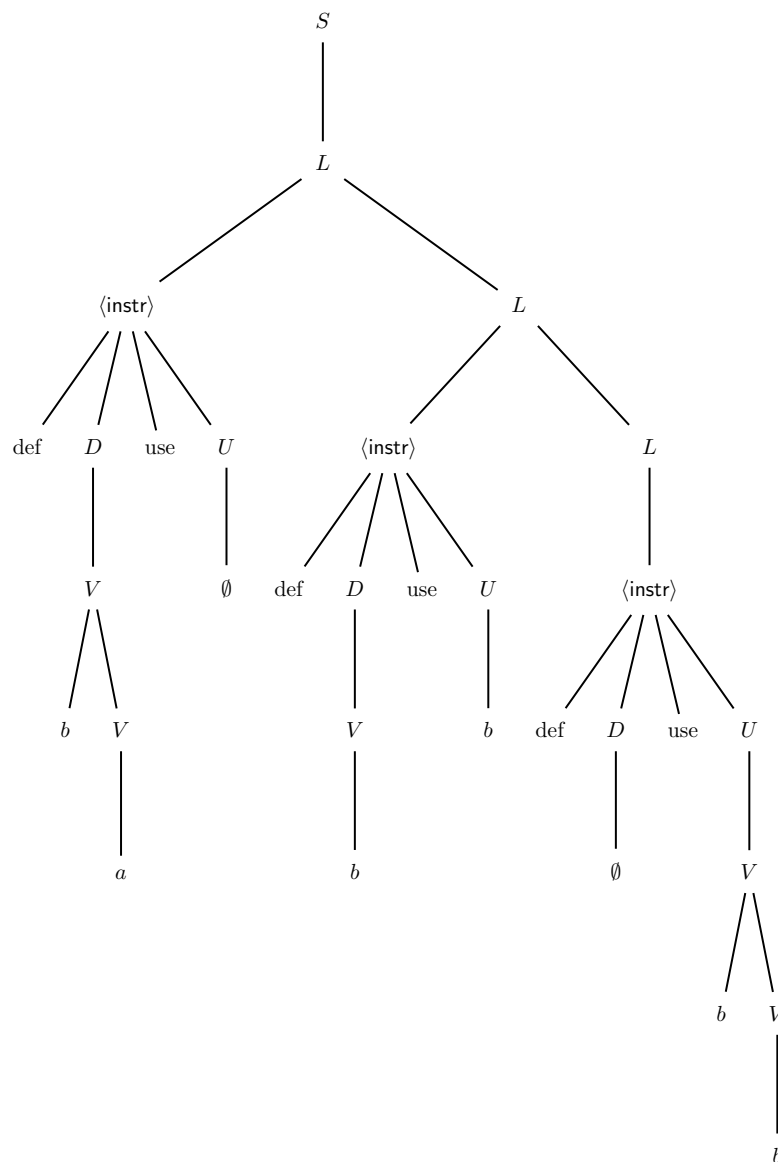 S
L
⟨instr⟩ L
def D use U ⟨instr⟩ L
V ∅ def D use U ⟨instr⟩
b V V b def D use U
a b ∅ V
b V